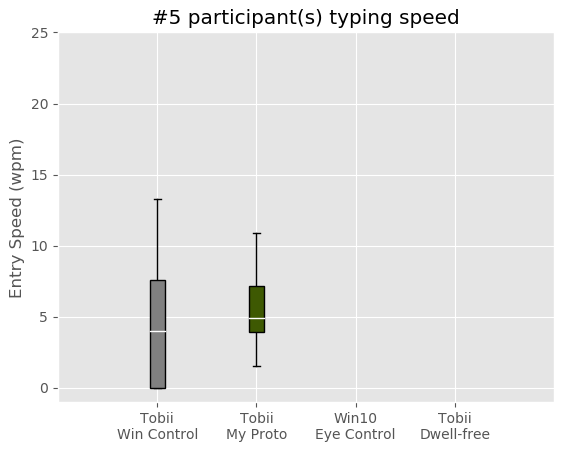 #5 participant(s) typing speed
25
20
15
10
5
0
Entry Speed (wpm)
Tobii
Win Control
Tobii
My Proto
Win10
Eye Control
Tobii
Dwell-free